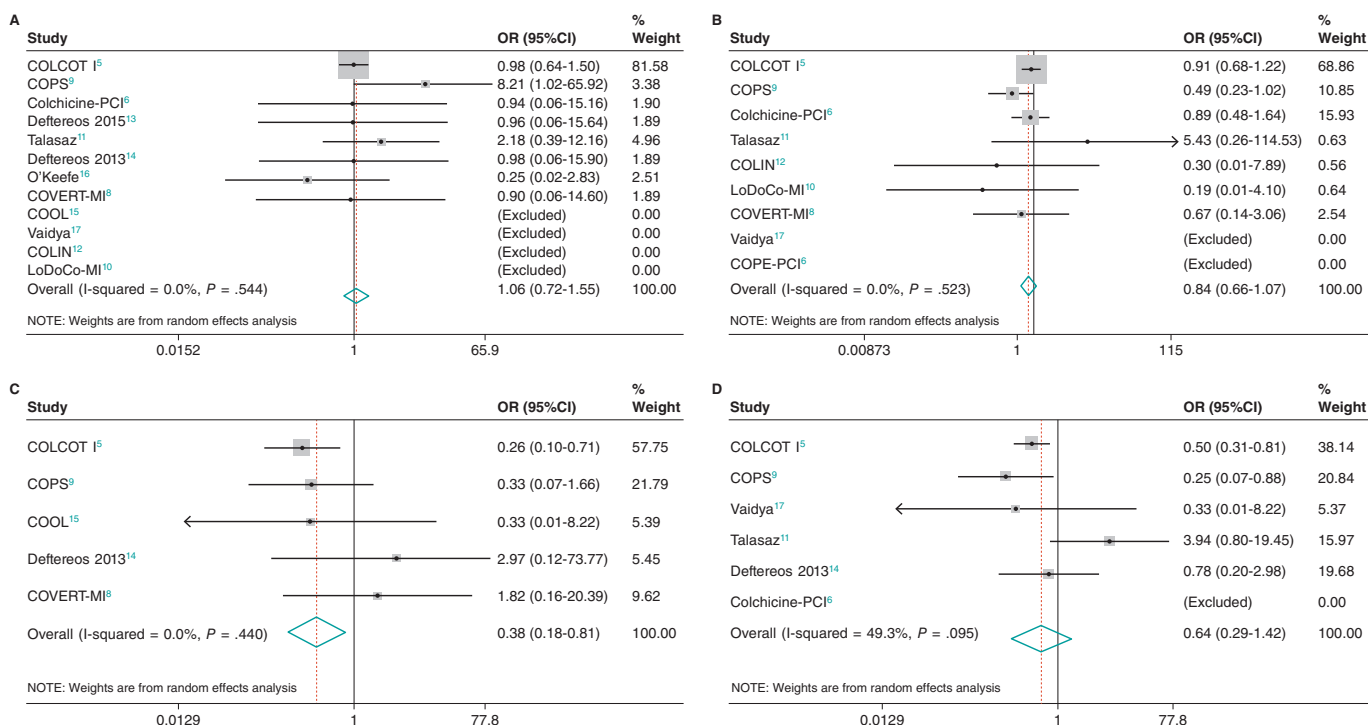 A
Study OR (95%CI) % Weight
COLCOT I5 0.98 (0.64-1.50) 81.58
COPS9 8.21 (1.02-65.92) 3.38
Colchicine-PCI6 0.94 (0.06-15.16) 1.90
Deftereos 201513 0.96 (0.06-15.64) 1.89
Talasaz11 2.18 (0.39-12.16) 4.96
Deftereos 201314 0.98 (0.06-15.90) 1.89
O'Keefe16 0.25 (0.02-2.83) 2.51
COVERT-MI8 0.90 (0.06-14.60) 1.89
COOL15 (Excluded) 0.00
Vaidya17 (Excluded) 0.00
COLIN12 (Excluded) 0.00
LoDoCo-MI10 (Excluded) 0.00
Overall (I-squared = 0.0%, P = .544) 1.06 (0.72-1.55) 100.00
NOTE: Weights are from random effects analysis
0.0152 1 65.9
B
Study OR (95%CI) % Weight
COLCOT I5 0.91 (0.68-1.22) 68.86
COPS9 0.49 (0.23-1.02) 10.85
Colchicine-PCI6 0.89 (0.48-1.64) 15.93
Talasaz11 5.43 (0.26-114.53) 0.63
COLIN12 0.30 (0.01-7.89) 0.56
LoDoCo-MI10 0.19 (0.01-4.10) 0.64
COVERT-MI8 0.67 (0.14-3.06) 2.54
Vaidya17 (Excluded) 0.00
COPE-PCI6 (Excluded) 0.00
Overall (I-squared = 0.0%, P = .523) 0.84 (0.66-1.07) 100.00
NOTE: Weights are from random effects analysis
0.00873 1 115
C
Study OR (95%CI) % Weight
COLCOT I5 0.26 (0.10-0.71) 57.75
COPS9 0.33 (0.07-1.66) 21.79
COOL15 0.33 (0.01-8.22) 5.39
Deftereos 201314 2.97 (0.12-73.77) 5.45
COVERT-MI8 1.82 (0.16-20.39) 9.62
Overall (I-squared = 0.0%, P = .440) 0.38 (0.18-0.81) 100.00
NOTE: Weights are from random effects analysis
0.0129 1 77.8
D
Study OR (95%CI) % Weight
COLCOT I5 0.50 (0.31-0.81) 38.14
COPS9 0.25 (0.07-0.88) 20.84
Vaidya17 0.33 (0.01-8.22) 5.37
Talasaz11 3.94 (0.80-19.45) 15.97
Deftereos 201314 0.78 (0.20-2.98) 19.68
Colchicine-PCI6 (Excluded) 0.00
Overall (I-squared = 49.3%, P = .095) 0.64 (0.29-1.42) 100.00
NOTE: Weights are from random effects analysis
0.0129 1 77.8